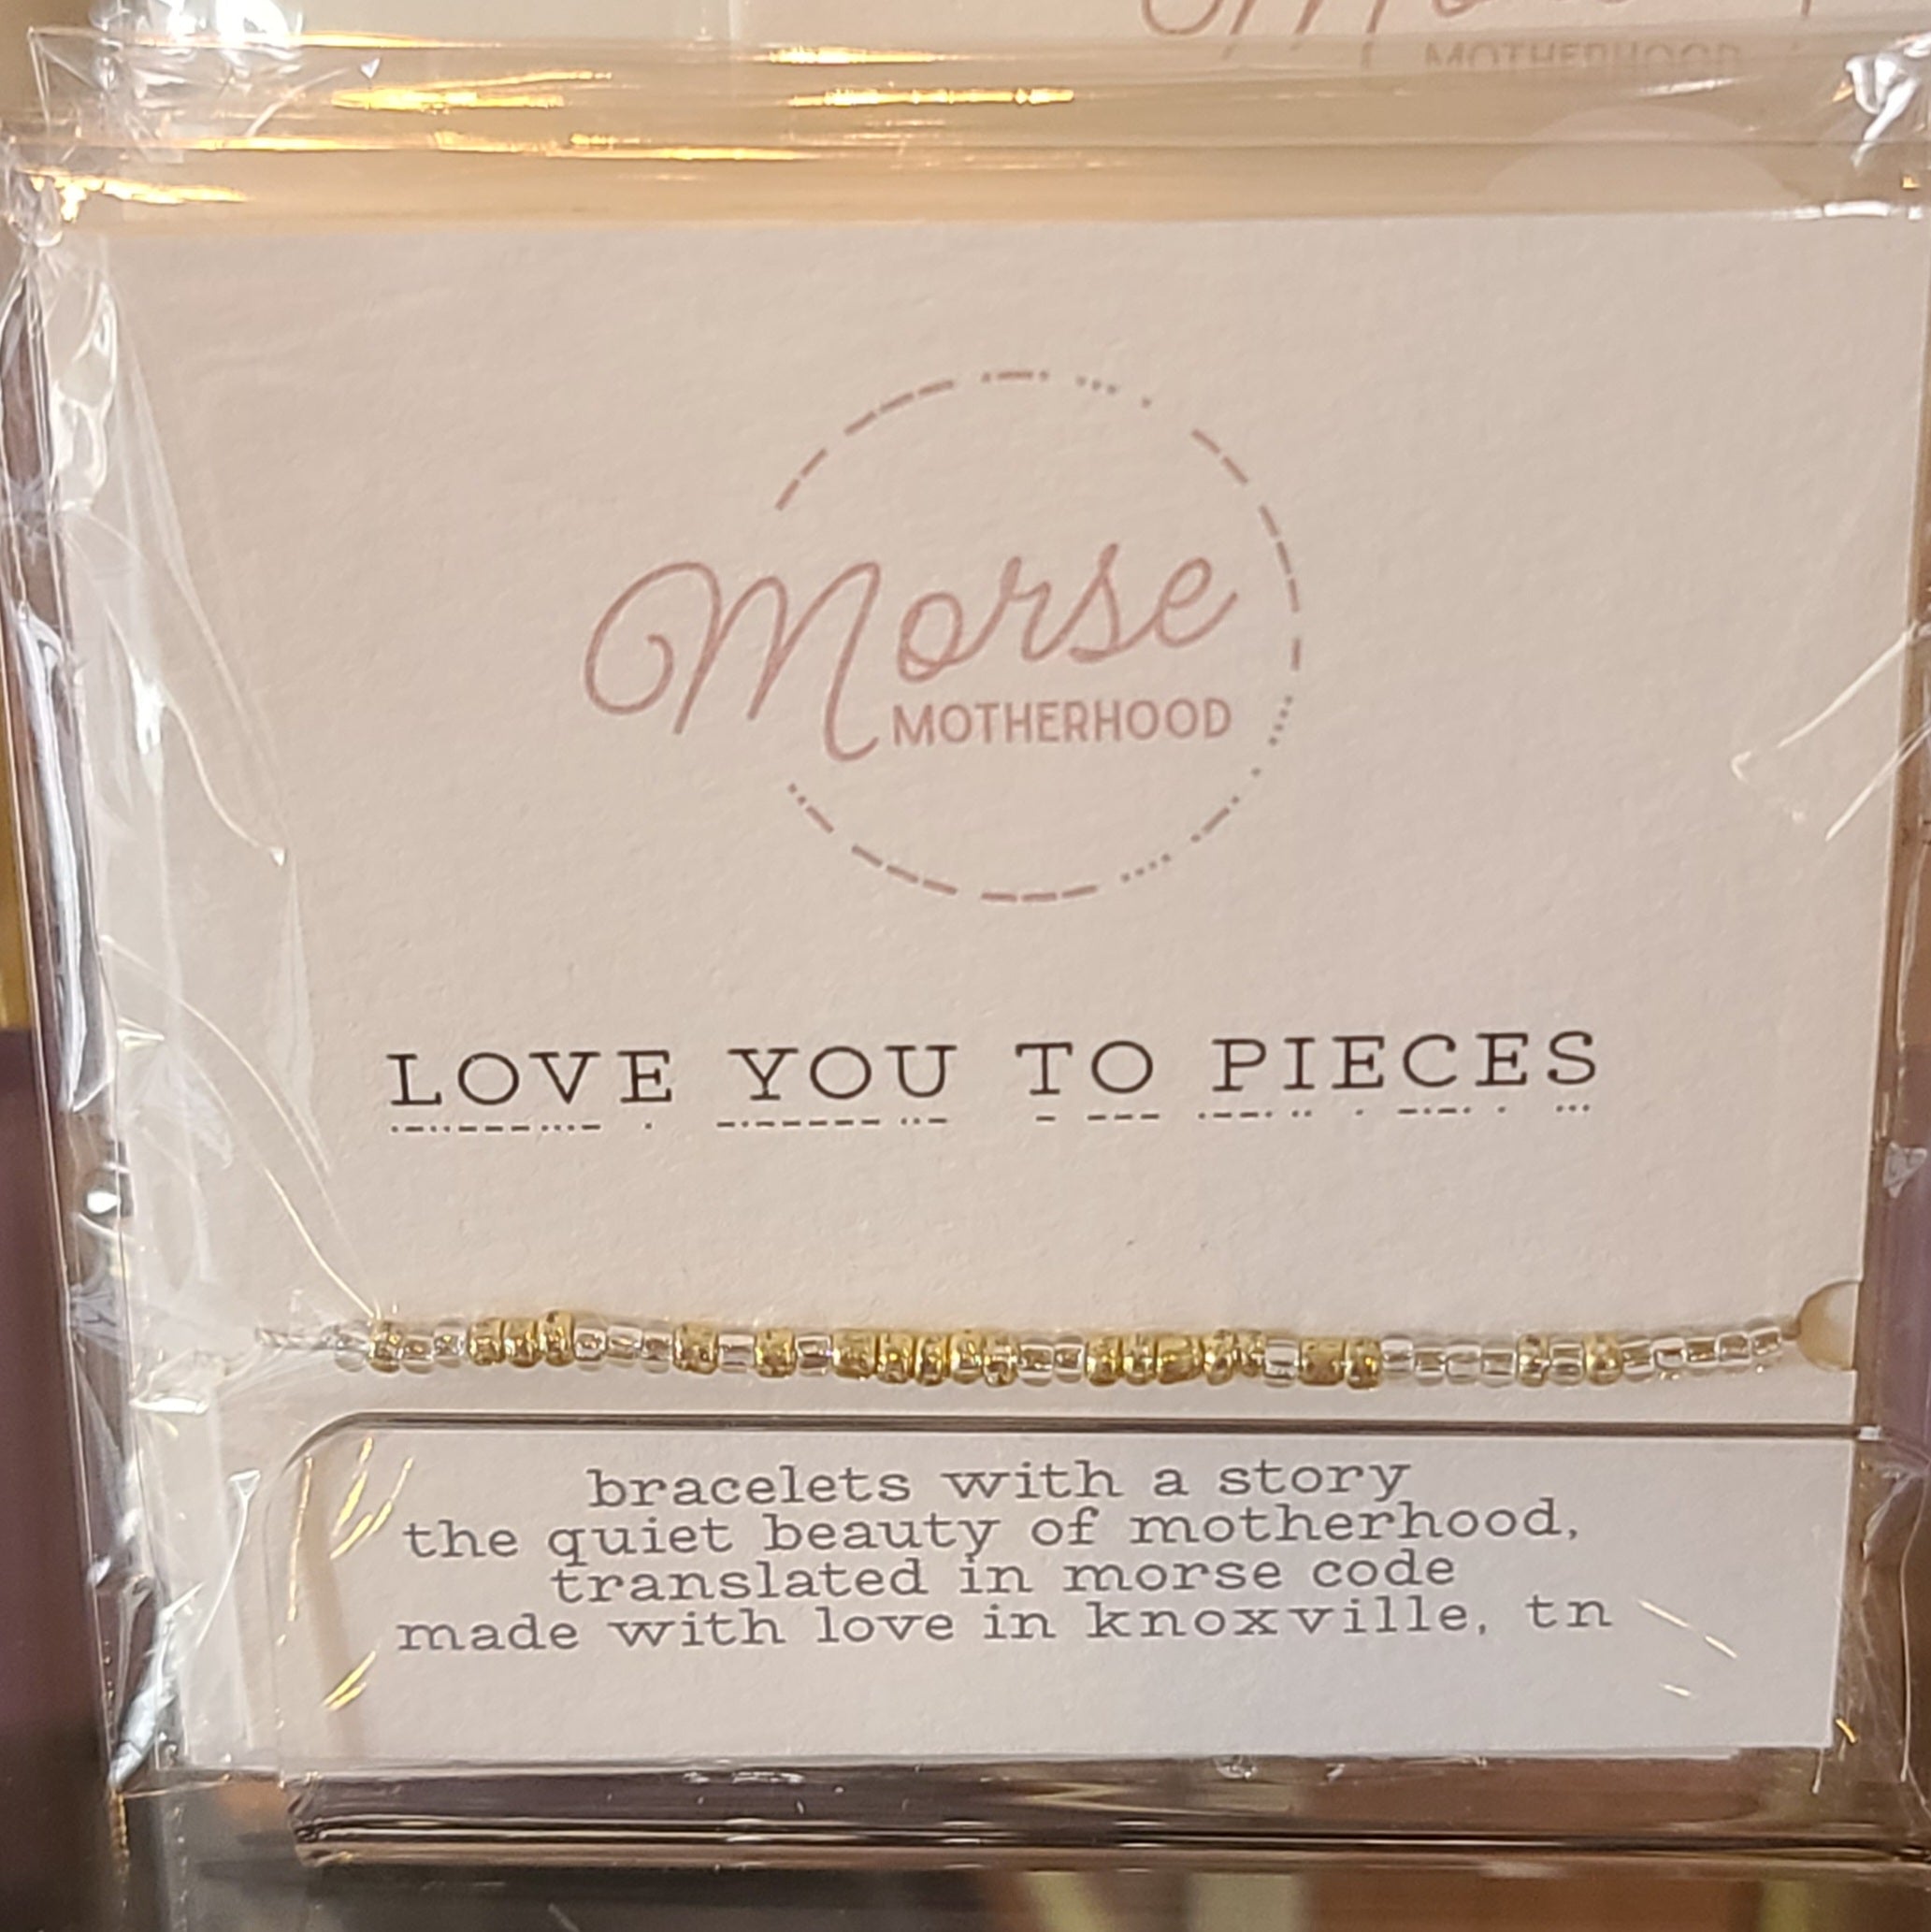 MOTHERHOOD
Morse
MOTHERHOOD
LOVE YOU TO PIECES
bracelets with a story
the quiet beauty of motherhood,
translated in morse code
made with love in knoxville, tn